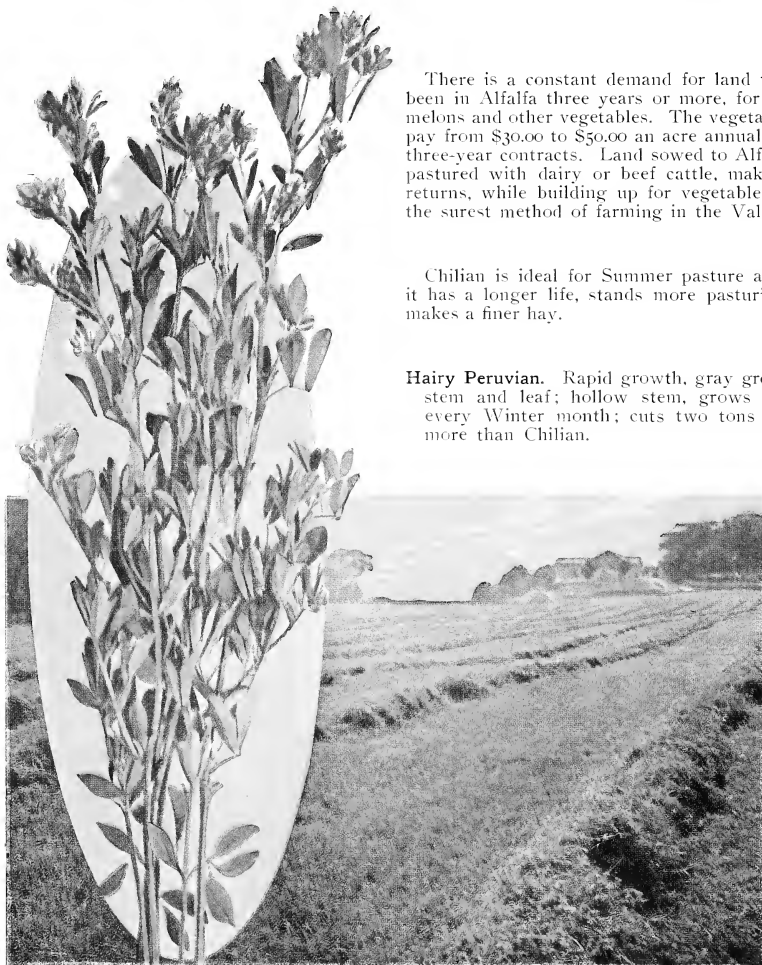 There is a constant demand for land
been in Alfalfa three years or more, for
melons and other vegetables. The vegeta
pay from $30.00 to $50.00 an acre annual
three-year contracts. Land sowed to Alf
pastured with dairy or beef cattle, mak
returns, while building up for vegetable
the surest method of farming in the Val
Chilian is ideal for Summer pasture a
it has a longer life, stands more pasturi
makes a finer hay.
Hairy Peruvian. Rapid growth, gray gre
stem and leaf; hollow stem, grows
every Winter month; cuts two tons
more than Chilian.